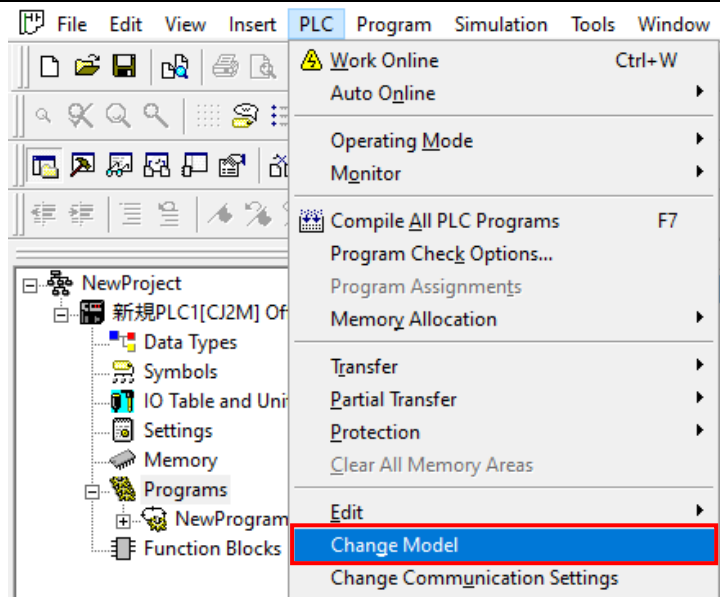 File Edit View Insert PLC Program Simulation Tools Window
Work Online Ctrl+W
Auto Online
Operating Mode
Monitor
Compile All PLC Programs F7
Program Check Options...
Program Assignments
Memory Allocation
Transfer
Partial Transfer
Protection
Clear All Memory Areas
Edit
Change Model
Change Communication Settings
NewProject
新規PLC1[CJ2M] Of
Data Types
Symbols
IO Table and Uni
Settings
Memory
Programs
NewProgram
Function Blocks